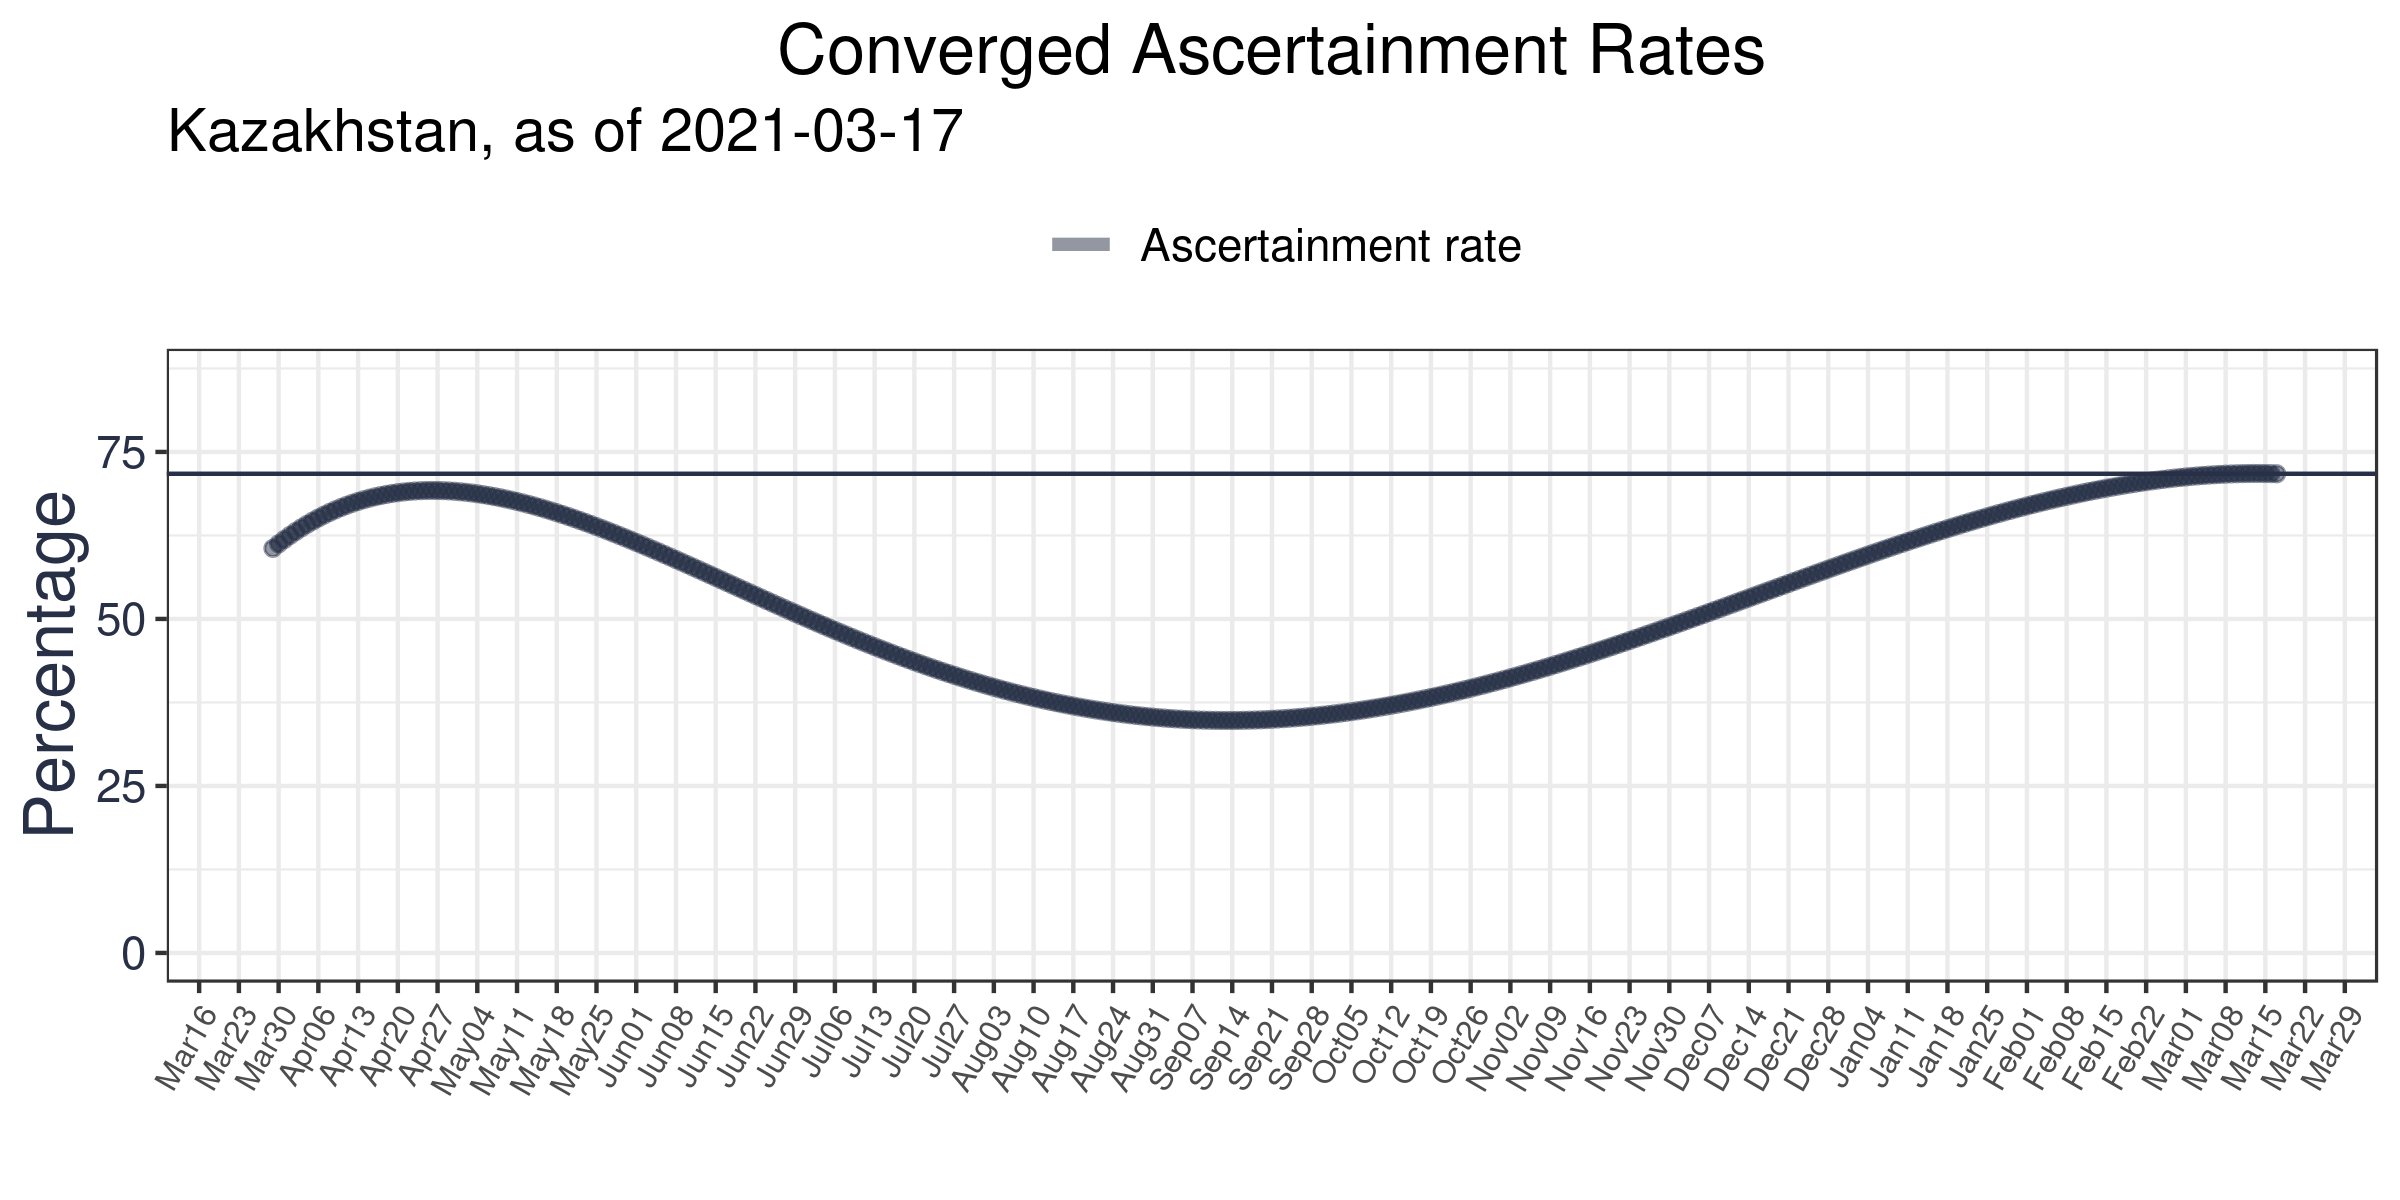 Converged Ascertainment Rates
Kazakhstan, as of 2021-03-17
Ascertainment rate
Percentage
75
50
25
0
Mar16 Mar23 Mar30 Apr06 Apr13 Apr20 Apr27 May04 May11 May18 May25 Jun01 Jun08 Jun15 Jun22 Jun29 Jul06 Jul13 Jul20 Jul27 Aug03 Aug10 Aug17 Aug24 Aug31 Sep07 Sep14 Sep21 Sep28 Oct05 Oct12 Oct19 Oct26 Nov02 Nov09 Nov16 Nov23 Nov30 Dec07 Dec14 Dec21 Dec28 Jan04 Jan11 Jan18 Jan25 Feb01 Feb08 Feb15 Feb22 Mar01 Mar08 Mar15 Mar22 Mar29